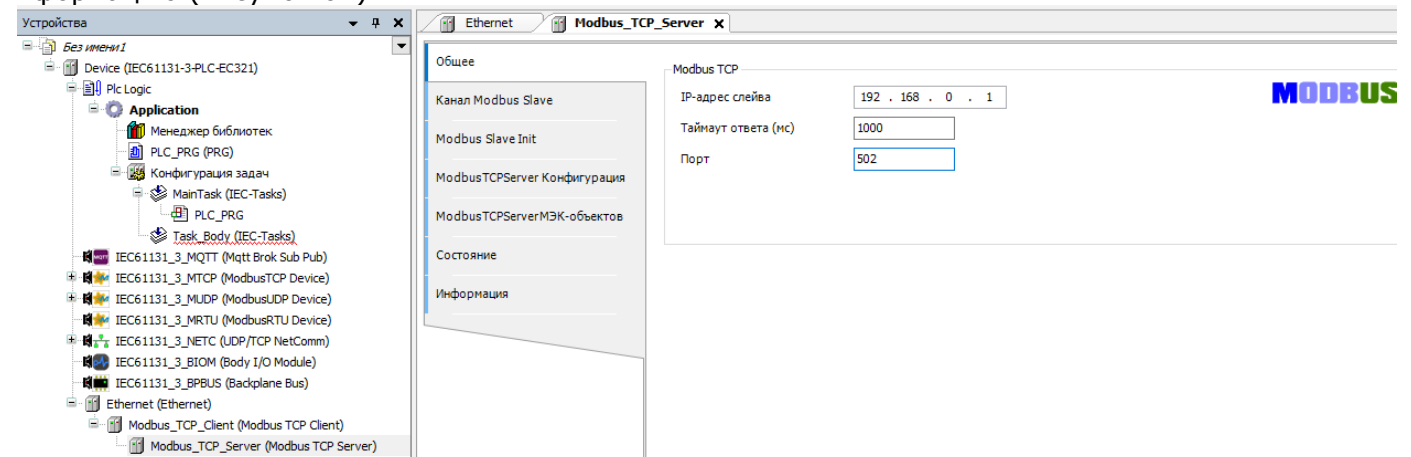 Устройства
Без имени1
Device (IEC61131-3-PLC-EC321)
Plc Logic
Application
Менеджер библиотек
PLC_PRG (PRG)
Конфигурация задач
MainTask (IEC-Tasks)
PLC_PRG
Task_Body (IEC-Tasks)
IEC61131_3_MQTT (Mqtt Brok Sub Pub)
IEC61131_3_MTCP (ModbusTCP Device)
IEC61131_3_MUDP (ModbusUDP Device)
IEC61131_3_MRTU (ModbusRTU Device)
IEC61131_3_NETC (UDP/TCP NetComm)
IEC61131_3_BIOM (Body I/O Module)
IEC61131_3_BPBUS (Backplane Bus)
Ethernet (Ethernet)
Modbus_TCP_Client (Modbus TCP Client)
Modbus_TCP_Server (Modbus TCP Server)
Ethernet
Modbus_TCP_Server
Общее
Канал Modbus Slave
Modbus Slave Init
ModbusTCPServer Конфигурация
ModbusTCPServerМЭК-объектов
Состояние
Информация
Modbus TCP
IP-адрес слейва 192 . 168 . 0 . 1
Таймаут ответа (мс) 1000
Порт 502
MODBUS